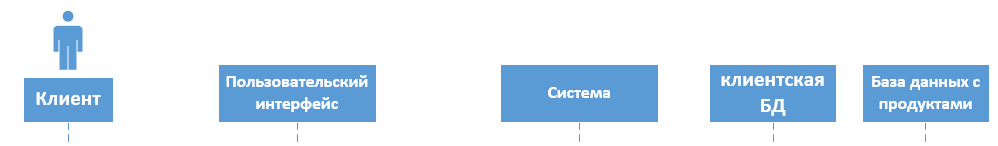 Клиент
Пользовательский
интерфейс
Система
клиентская
БД
База данных с
продуктами